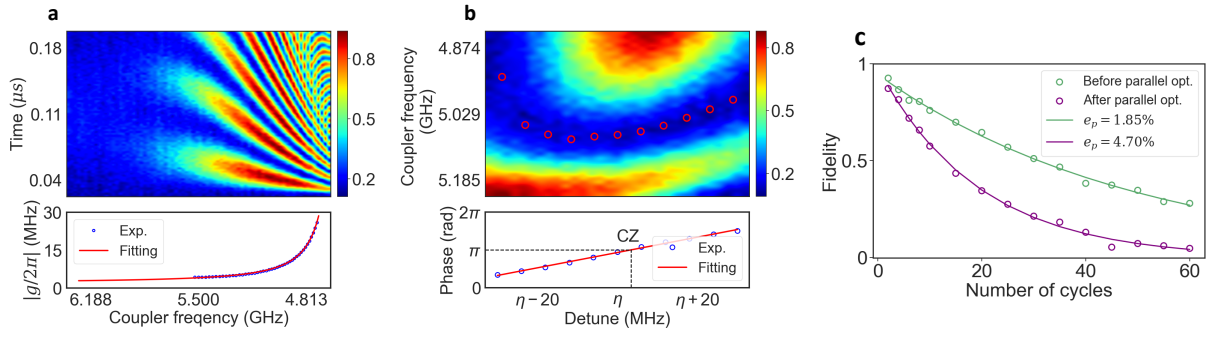 a
0.18
0.11
0.04
Time (μs)
0.8
0.5
0.2
30
15
0
|g/2π| (MHz)
Exp.
Fitting
6.188
5.500
4.813
Coupler freqency (GHz)
b
4.874
5.029
5.185
Coupler frequency
(GHz)
0.8
0.5
0.2
2π
π
0
Phase (rad)
CZ
Exp.
Fitting
η − 20
η
η + 20
Detune (MHz)
c
1
0.5
0
Fidelity
Before parallel opt.
After parallel opt.
eₚ = 1.85%
eₚ = 4.70%
0
20
40
60
Number of cycles